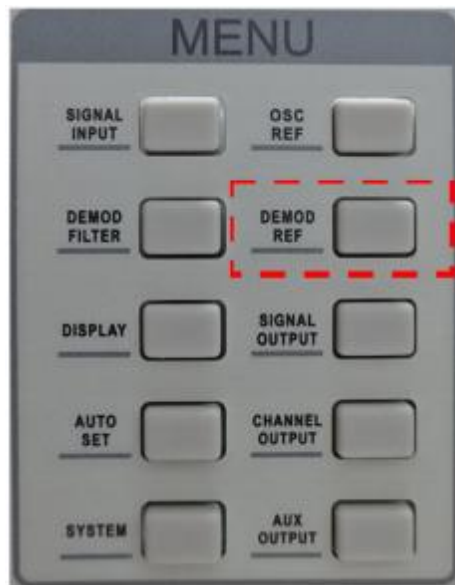 MENU
SIGNAL
INPUT
OSC
REF
DEMOD
FILTER
DEMOD
REF
DISPLAY
SIGNAL
OUTPUT
AUTO
SET
CHANNEL
OUTPUT
SYSTEM
AUX
OUTPUT